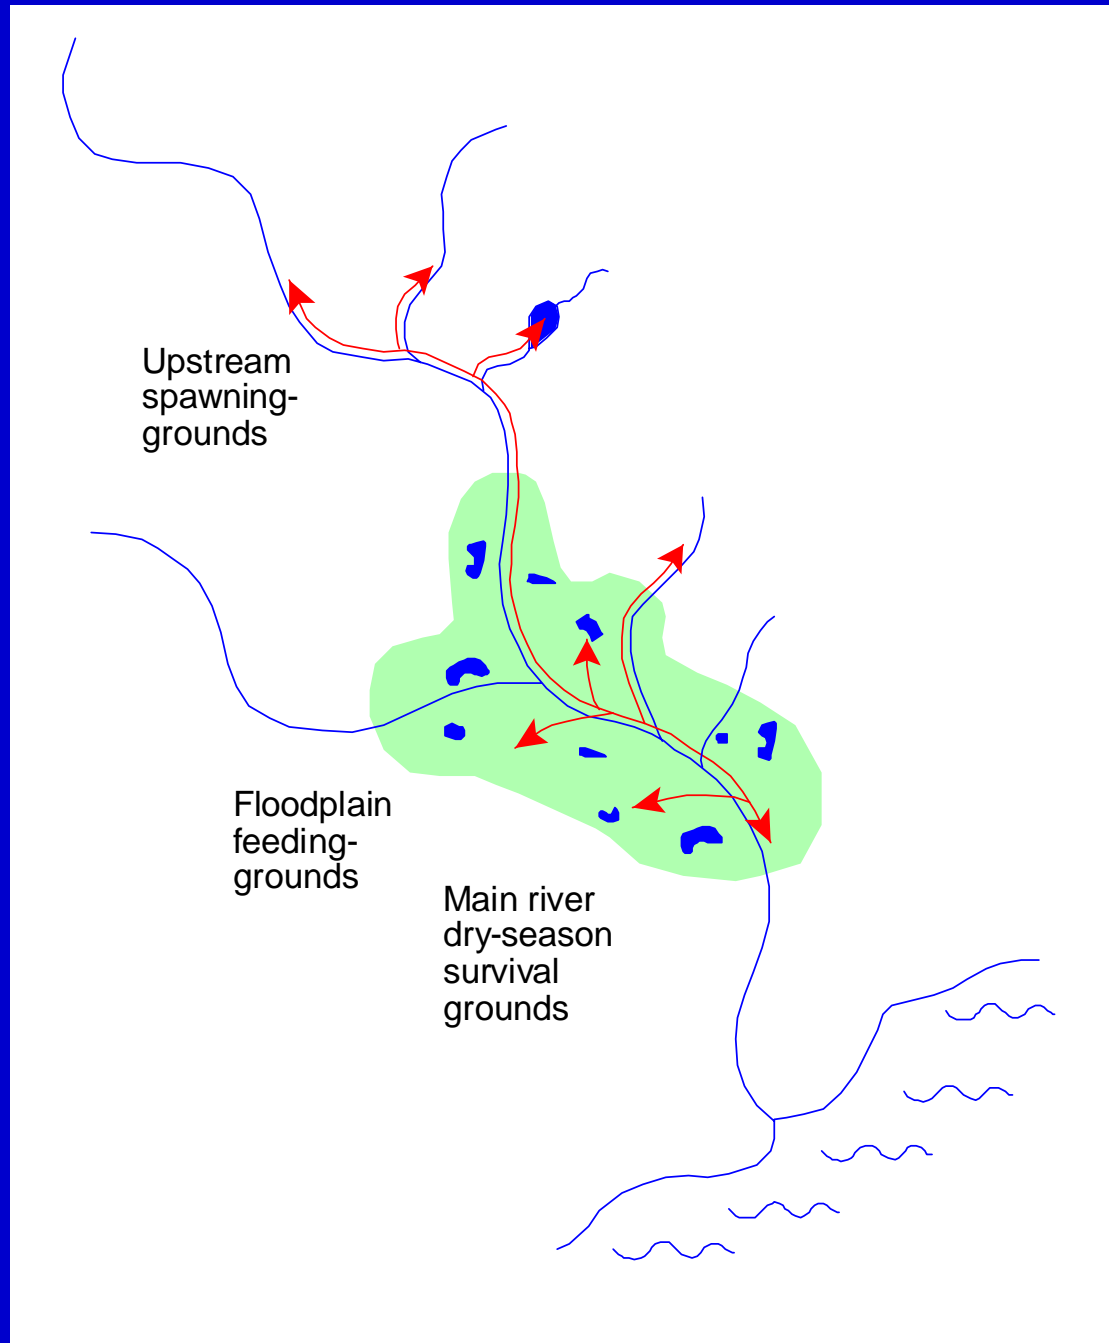 Upstream
spawning-
grounds
Floodplain
feeding-
grounds
Main river
dry-season
survival
grounds